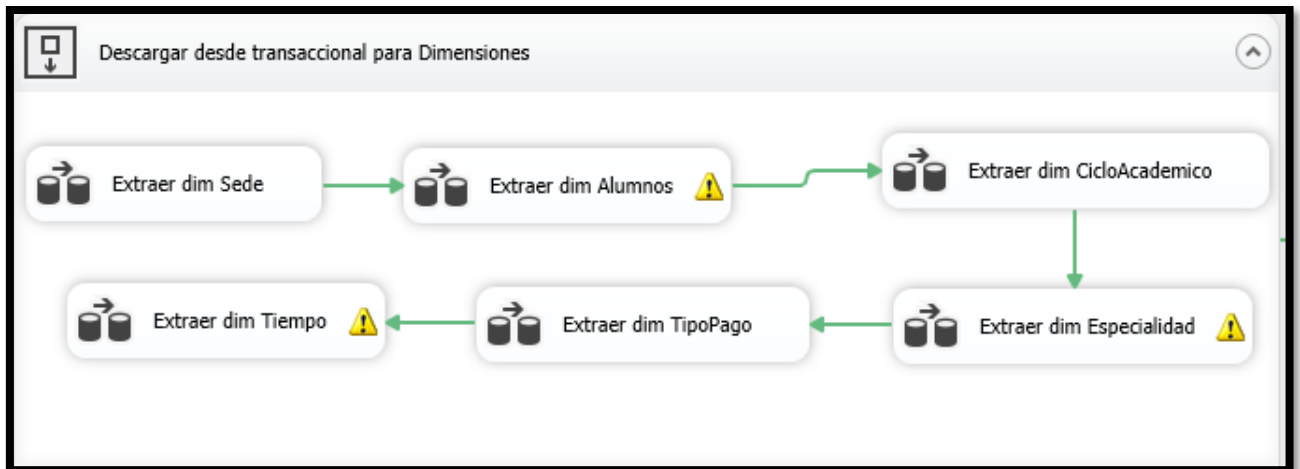 Descargar desde transaccional para Dimensiones
Extraer dim Sede
Extraer dim Alumnos
Extraer dim CicloAcademico
Extraer dim Tiempo
Extraer dim TipoPago
Extraer dim Especialidad